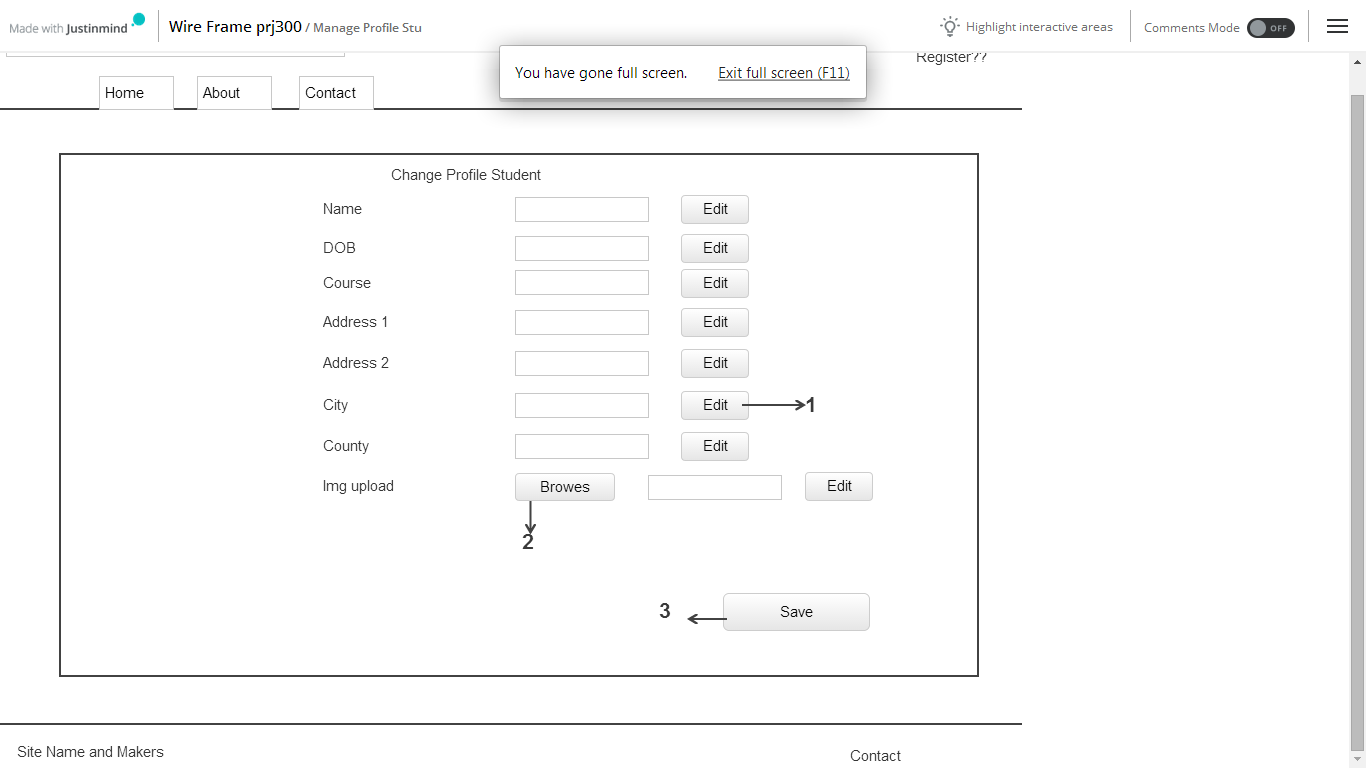 Made with Justinmind
Wire Frame prj300 / Manage Profile Stu
Highlight interactive areas
Comments Mode
OFF
You have gone full screen. Exit full screen (F11)
Register??
Home
About
Contact
Change Profile Student
Name Edit
DOB Edit
Course Edit
Address 1 Edit
Address 2 Edit
City Edit 1
County Edit
Img upload Browes Edit
2
3 Save
Site Name and Makers
Contact